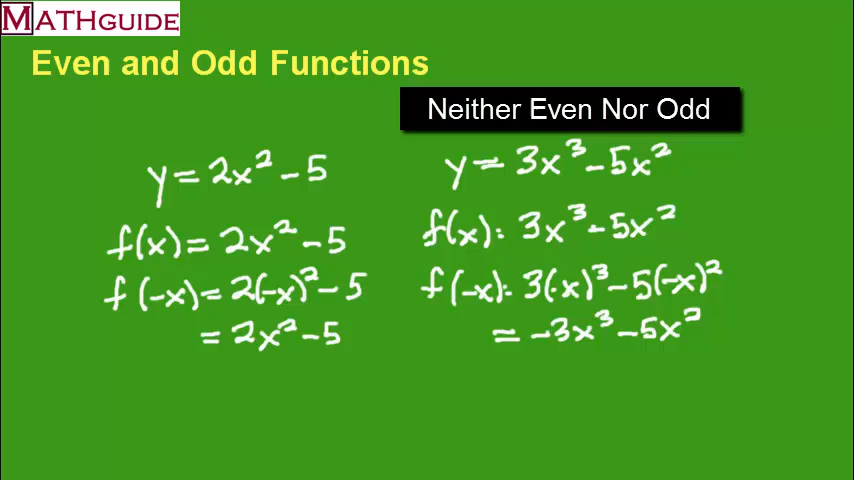 MATHGUIDE
Even and Odd Functions
Neither Even Nor Odd
y = 2x² - 5
f(x) = 2x² - 5
f(-x) = 2(-x)² - 5
= 2x² - 5
y = 3x³ - 5x²
f(x) = 3x³ - 5x²
f(-x) = 3(-x)³ - 5(-x)²
= -3x³ - 5x²